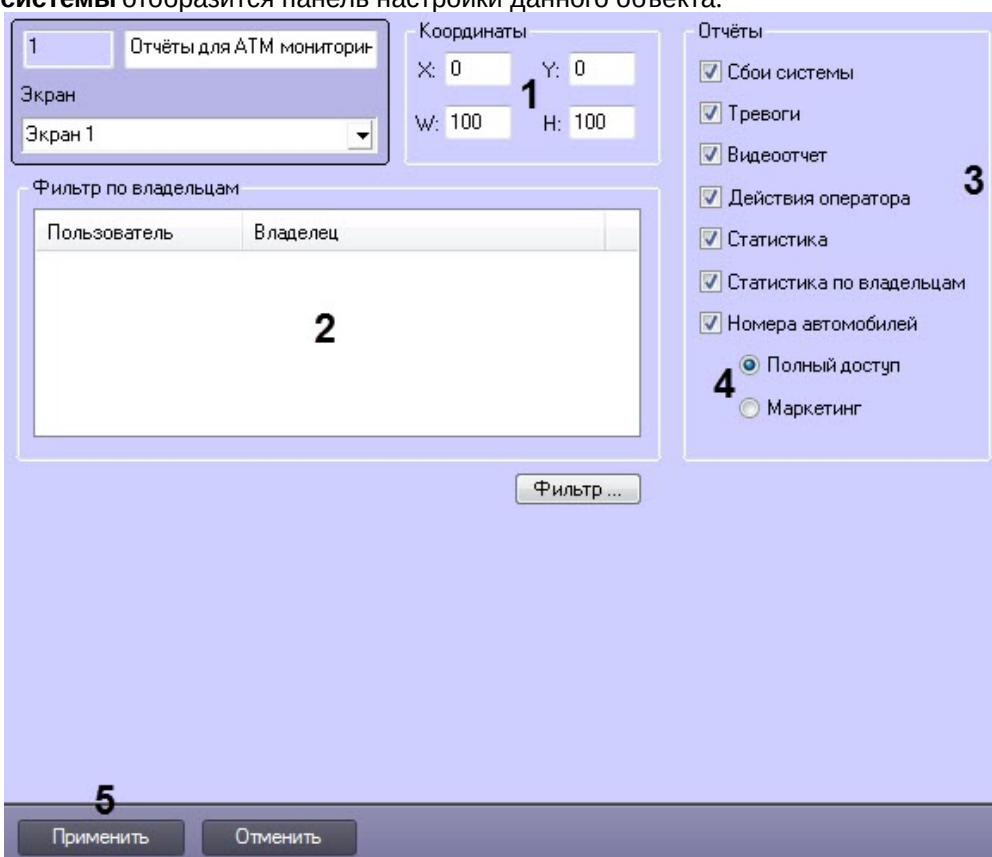 системы отобразится панель настройки данного объекта.
1 Отчёты для ATM мониторин
Экран
Экран 1
Координаты
X: 0 Y: 0
1
W: 100 H: 100
Отчёты
Сбои системы
Тревоги
Видеоотчет
3
Действия оператора
Статистика
Статистика по владельцам
Номера автомобилей
Полный доступ
4
Маркетинг
Фильтр по владельцам
Пользователь Владелец
2
Фильтр ...
5
Применить Отменить